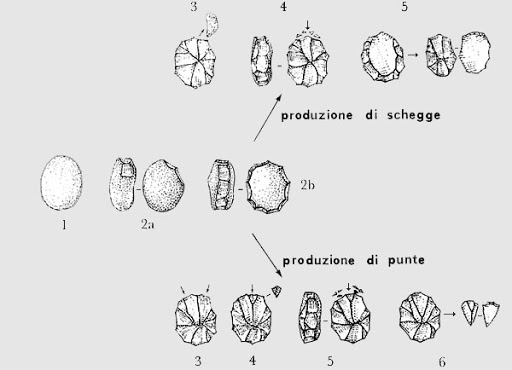 3 4 5
produzione di schegge
1 2a 2b
produzione di punte
3 4 5 6